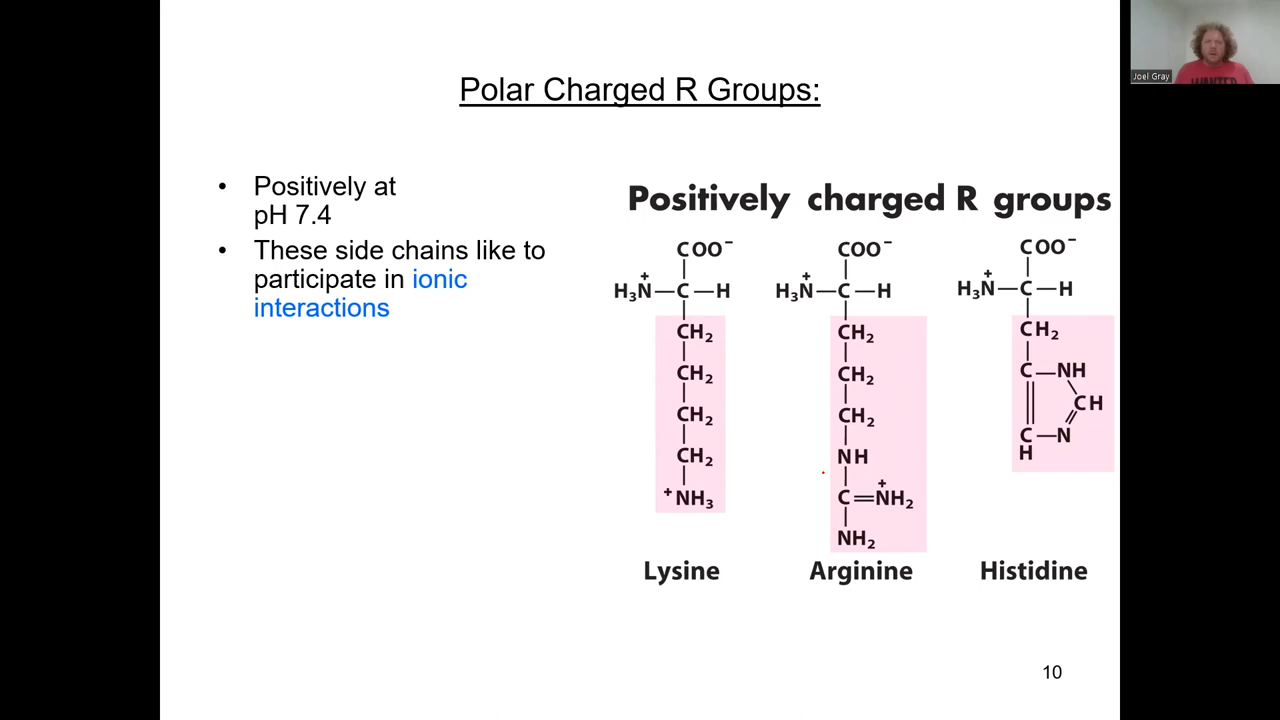 Polar Charged R Groups:
Joel Gray
WANTED
• Positively at
pH 7.4
• These side chains like to
participate in ionic
interactions
Positively charged R groups
COO⁻
H₃N⁺—C—H
CH₂
CH₂
CH₂
CH₂
⁺NH₃
Lysine
COO⁻
H₃N⁺—C—H
CH₂
CH₂
CH₂
NH
C=N⁺H₂
NH₂
Arginine
COO⁻
H₃N⁺—C—H
CH₂
C—NH
CH
C—N
H
Histidine
10